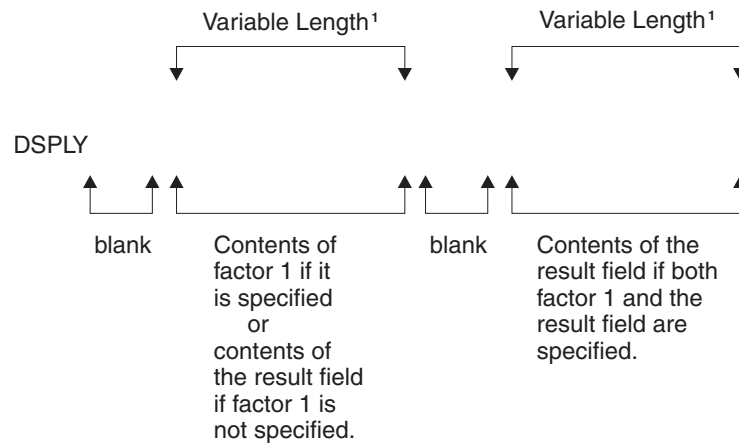 Variable Length¹ Variable Length¹
DSPLY
blank
Contents of
factor 1 if it
is specified
or
contents of
the result field
if factor 1 is
not specified.
blank
Contents of the
result field if both
factor 1 and the
result field are
specified.